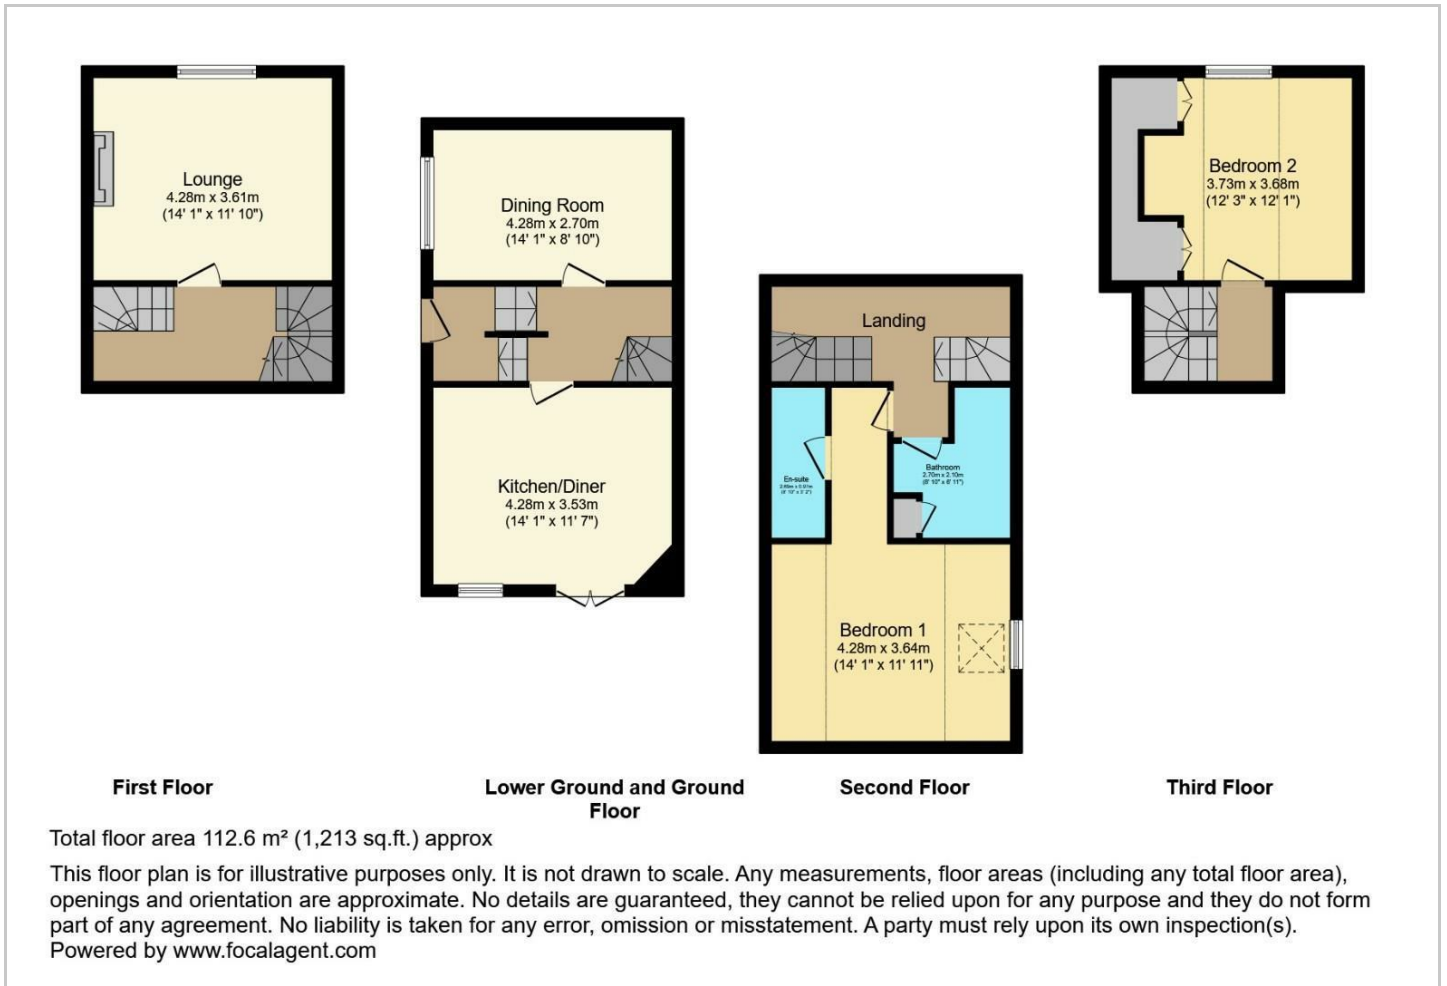 Lounge
4.28m x 3.61m
(14' 1" x 11' 10")
Dining Room
4.28m x 2.70m
(14' 1" x 8' 10")
Kitchen/Diner
4.28m x 3.53m
(14' 1" x 11' 7")
Landing
En-suite
Bathroom
2.70m x 2.10m
(8' 10" x 6' 11")
Bedroom 1
4.28m x 3.64m
(14' 1" x 11' 11")
Bedroom 2
3.73m x 3.68m
(12' 3" x 12' 1")
First Floor
Lower Ground and Ground
Floor
Second Floor
Third Floor
Total floor area 112.6 m² (1,213 sq.ft.) approx
This floor plan is for illustrative purposes only. It is not drawn to scale. Any measurements, floor areas (including any total floor area),
openings and orientation are approximate. No details are guaranteed, they cannot be relied upon for any purpose and they do not form
part of any agreement. No liability is taken for any error, omission or misstatement. A party must rely upon its own inspection(s).
Powered by www.focalagent.com